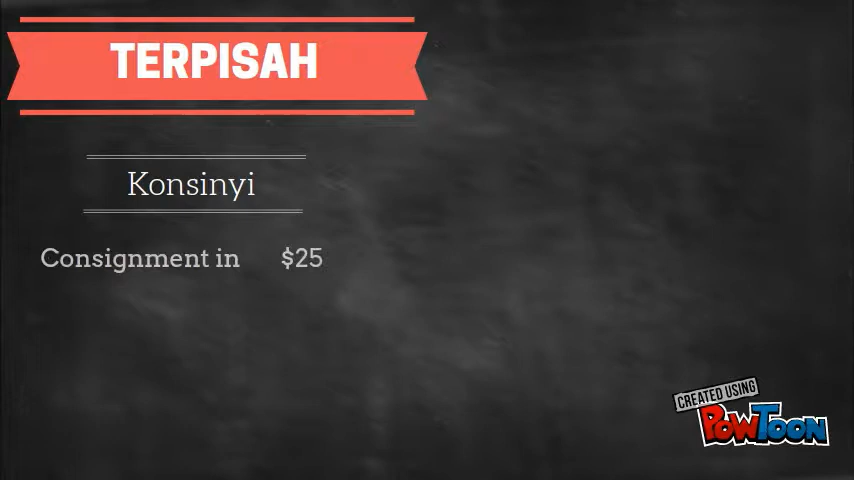 TERPISAH
Konsinyi
Consignment in $25
CREATED USING
POWTOON